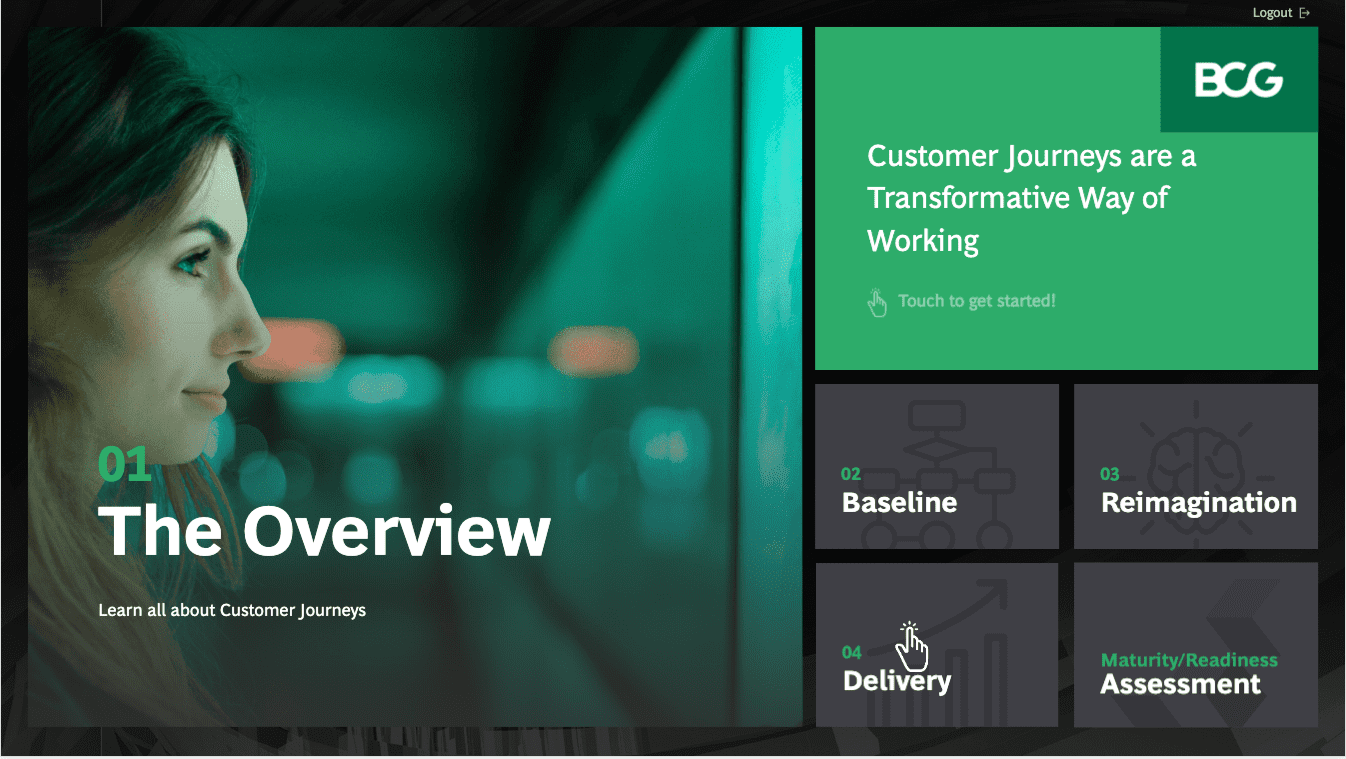 Logout
BCG
Customer Journeys are a
Transformative Way of
Working
Touch to get started!
01
The Overview
Learn all about Customer Journeys
02
Baseline
03
Reimagination
04
Delivery
Maturity/Readiness
Assessment